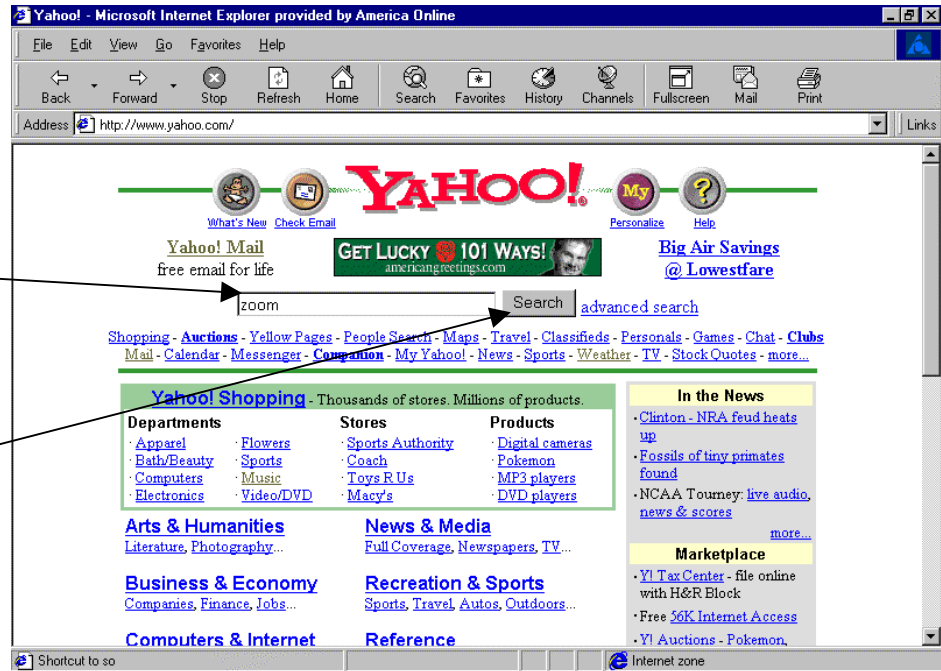 Yahoo! - Microsoft Internet Explorer provided by America Online
File Edit View Go Favorites Help
Back Forward Stop Refresh Home Search Favorites History Channels Fullscreen Mail Print
Address http://www.yahoo.com/ Links
YAHOO!
My ?
What's New Check Email Personalize Help
Yahoo! Mail
free email for life
GET LUCKY 101 WAYS!
americangreetings.com
Big Air Savings
@ Lowestfare
zoom Search advanced search
Shopping - Auctions - Yellow Pages - People Search - Maps - Travel - Classifieds - Personals - Games - Chat - Clubs
Mail - Calendar - Messenger - Companion - My Yahoo! - News - Sports - Weather - TV - Stock Quotes - more...
Yahoo! Shopping - Thousands of stores. Millions of products.
Departments Stores Products
· Apparel · Flowers · Sports Authority · Digital cameras
· Bath/Beauty · Sports · Coach · Pokemon
· Computers · Music · Toys R Us · MP3 players
· Electronics · Video/DVD · Macy's · DVD players
Arts & Humanities
Literature, Photography...
News & Media
Full Coverage, Newspapers, TV...
Business & Economy
Companies, Finance, Jobs...
Recreation & Sports
Sports, Travel, Autos, Outdoors...
Computers & Internet
Reference
In the News
· Clinton - NRA feud heats
up
· Fossils of tiny primates
found
· NCAA Tourney: live audio,
news & scores
more...
Marketplace
· Y! Tax Center - file online
with H&R Block
· Free 56K Internet Access
· Y! Auctions - Pokemon,
Shortcut to so Internet zone